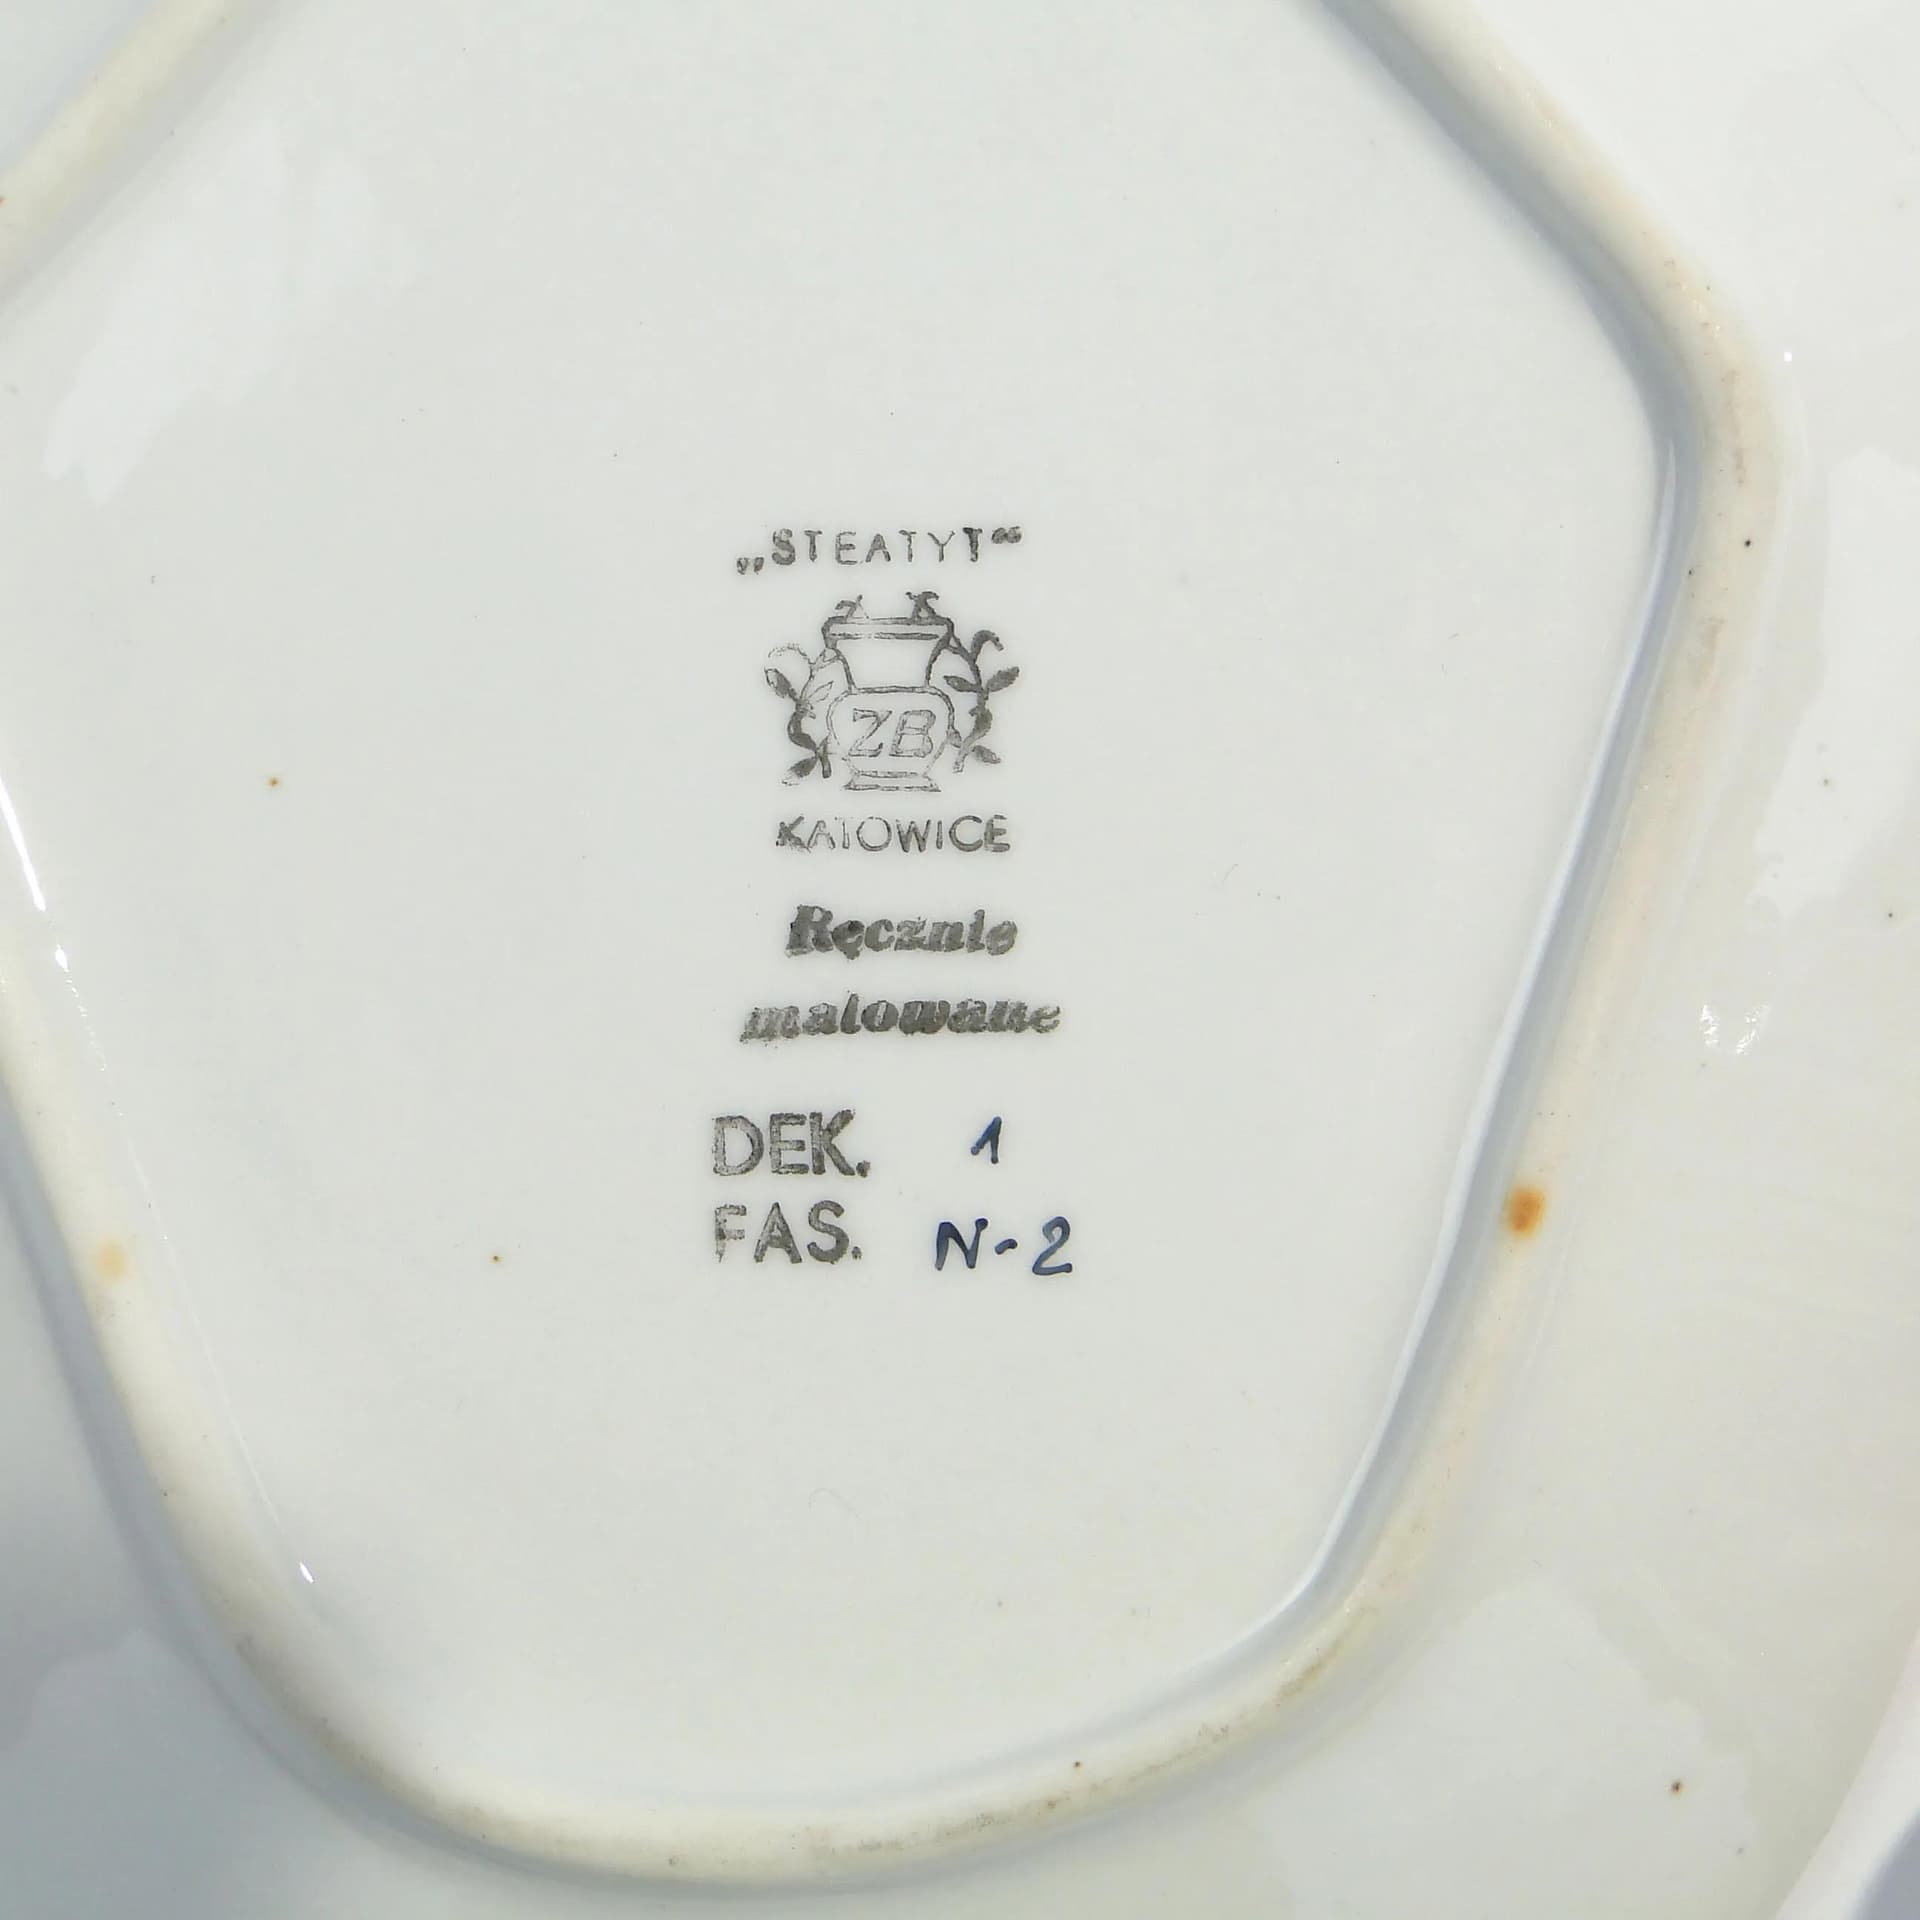 „STEATYT“
ZB
KATOWICE
Ręcznie
malowane
DEK. 1
FAS. N-2